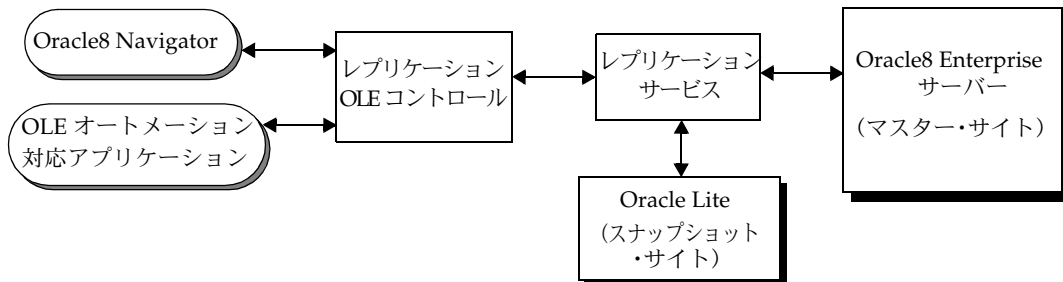 Oracle8 Navigator
OLE オートメーション
対応アプリケーション
レプリケーション
OLE コントロール
レプリケーション
サービス
Oracle8 Enterprise
サーバー
（マスター・サイト）
Oracle Lite
（スナップショット
・サイト）